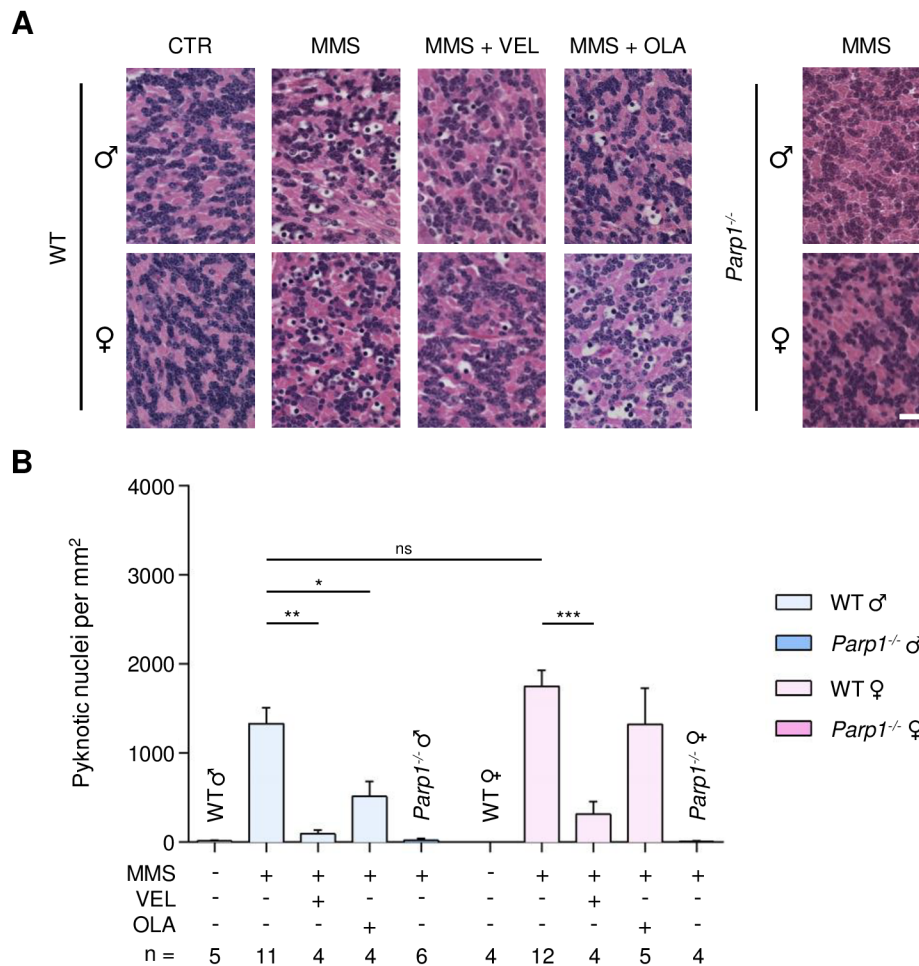 A
CTR MMS MMS + VEL MMS + OLA MMS
♂ ♂
WT Parp1-/-
♀ ♀
B
Pyknotic nuclei per mm²
4000
3000
2000
1000
0
ns
*
** ***
WT♂ Parp1-/-♂ WT♀ Parp1-/-♀
WT♂
Parp1-/-♂
WT♀
Parp1-/-♀
MMS - + + + + - + + + +
VEL - - + - - - - + - -
OLA - - - + - - - - + -
n = 5 11 4 4 6 4 12 4 5 4